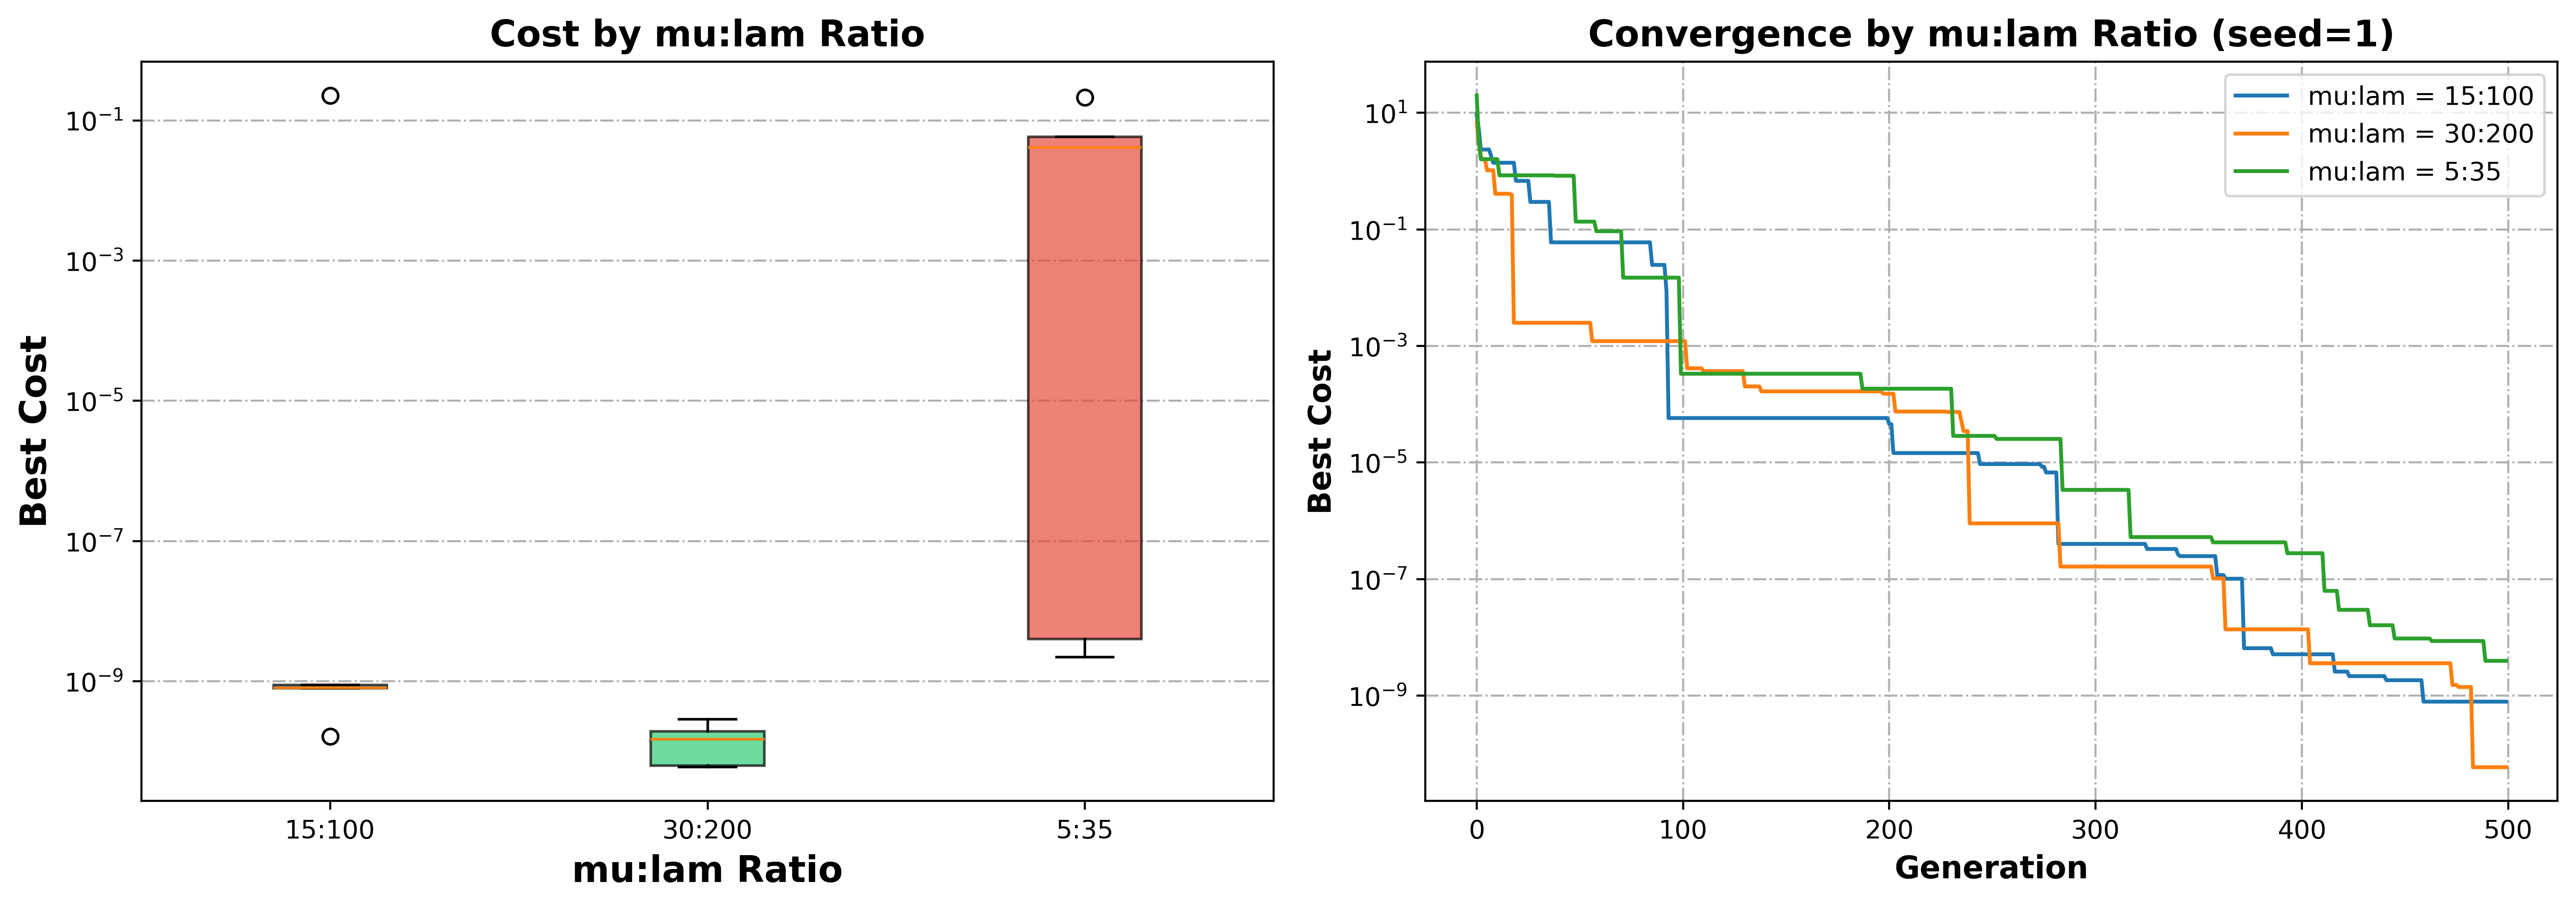 Cost by mu:lam Ratio
Best Cost
10⁻¹
10⁻³
10⁻⁵
10⁻⁷
10⁻⁹
15:100 30:200 5:35
mu:lam Ratio
Convergence by mu:lam Ratio (seed=1)
mu:lam = 15:100
mu:lam = 30:200
mu:lam = 5:35
Best Cost
10¹
10⁻¹
10⁻³
10⁻⁵
10⁻⁷
10⁻⁹
0 100 200 300 400 500
Generation